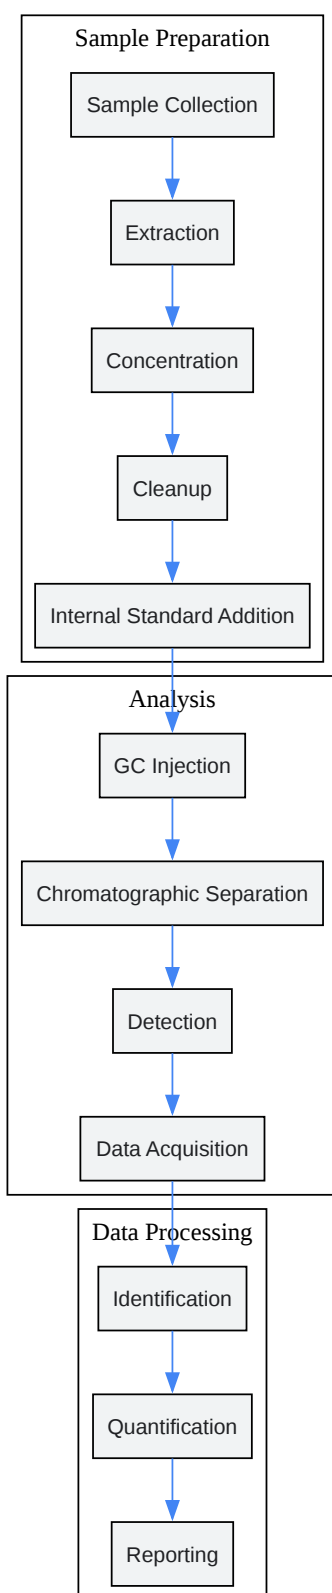 Sample Preparation
Sample Collection
Extraction
Concentration
Cleanup
Internal Standard Addition
Analysis
GC Injection
Chromatographic Separation
Detection
Data Acquisition
Data Processing
Identification
Quantification
Reporting